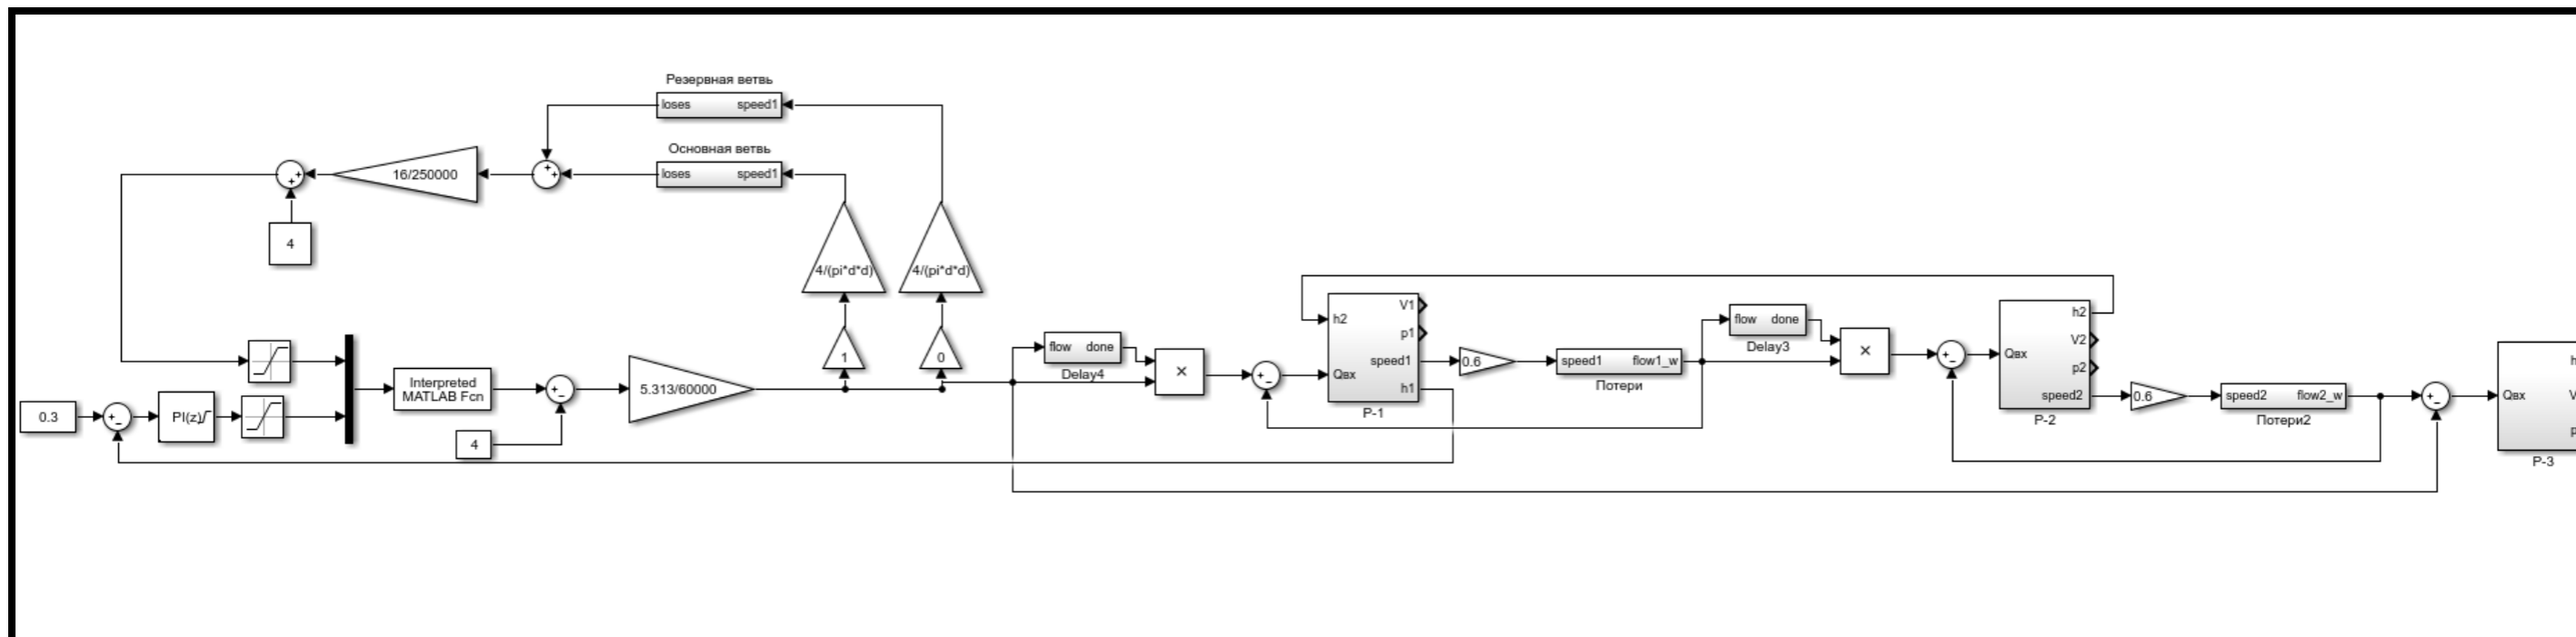 Резервная ветвь
loses speed1
Основная ветвь
loses speed1
16/250000
4
4/(pi*d*d)
4/(pi*d*d)
1
0
0.3
PI(z)
Interpreted
MATLAB Fcn
4
5.313/60000
flow done
Delay4
×
h2
Qвх
V1
p1
speed1
h1
P-1
0.6
speed1 flow1_w
Потери
flow done
Delay3
×
Qвх
h2
V2
p2
speed2
P-2
0.6
speed2 flow2_w
Потери2
Qвх
P-3